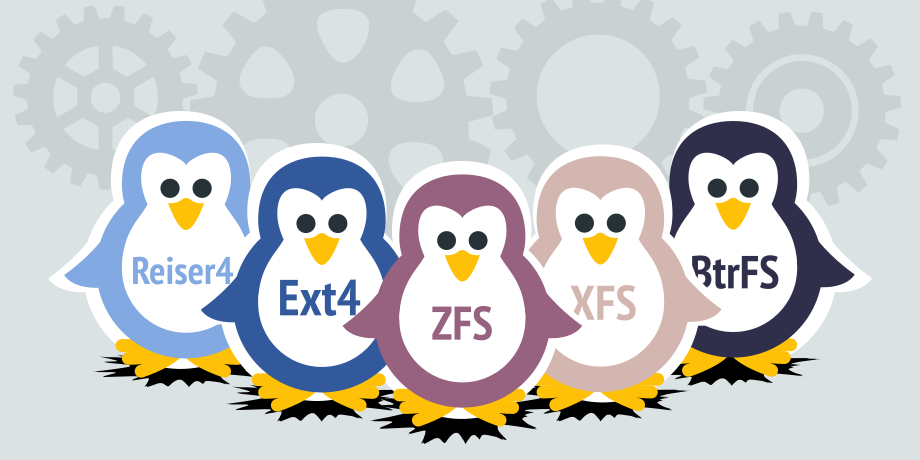 Reiser4
Ext4
ZFS
XFS
BtrFS